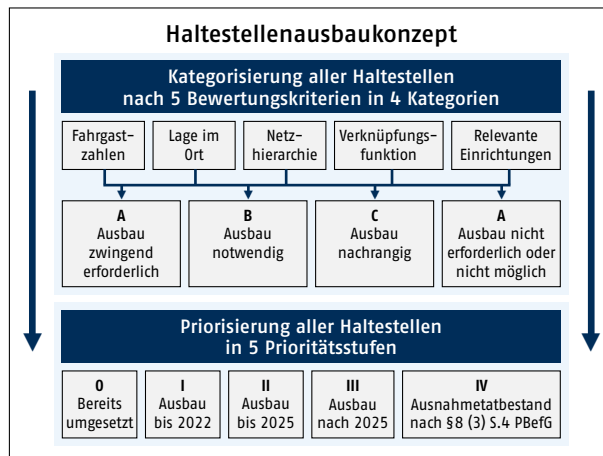 Haltestellenausbaukonzept
Kategorisierung aller Haltestellen
nach 5 Bewertungskriterien in 4 Kategorien
Fahrgast-
zahlen
Lage im
Ort
Netz-
hierarchie
Verknüpfungs-
funktion
Relevante
Einrichtungen
A
Ausbau
zwingend
erforderlich
B
Ausbau
notwendig
C
Ausbau
nachrangig
A
Ausbau nicht
erforderlich oder
nicht möglich
Priorisierung aller Haltestellen
in 5 Prioritätsstufen
0
Bereits
umgesetzt
I
Ausbau
bis 2022
II
Ausbau
bis 2025
III
Ausbau
nach 2025
IV
Ausnahmetatbestand
nach §8 (3) S.4 PBefG